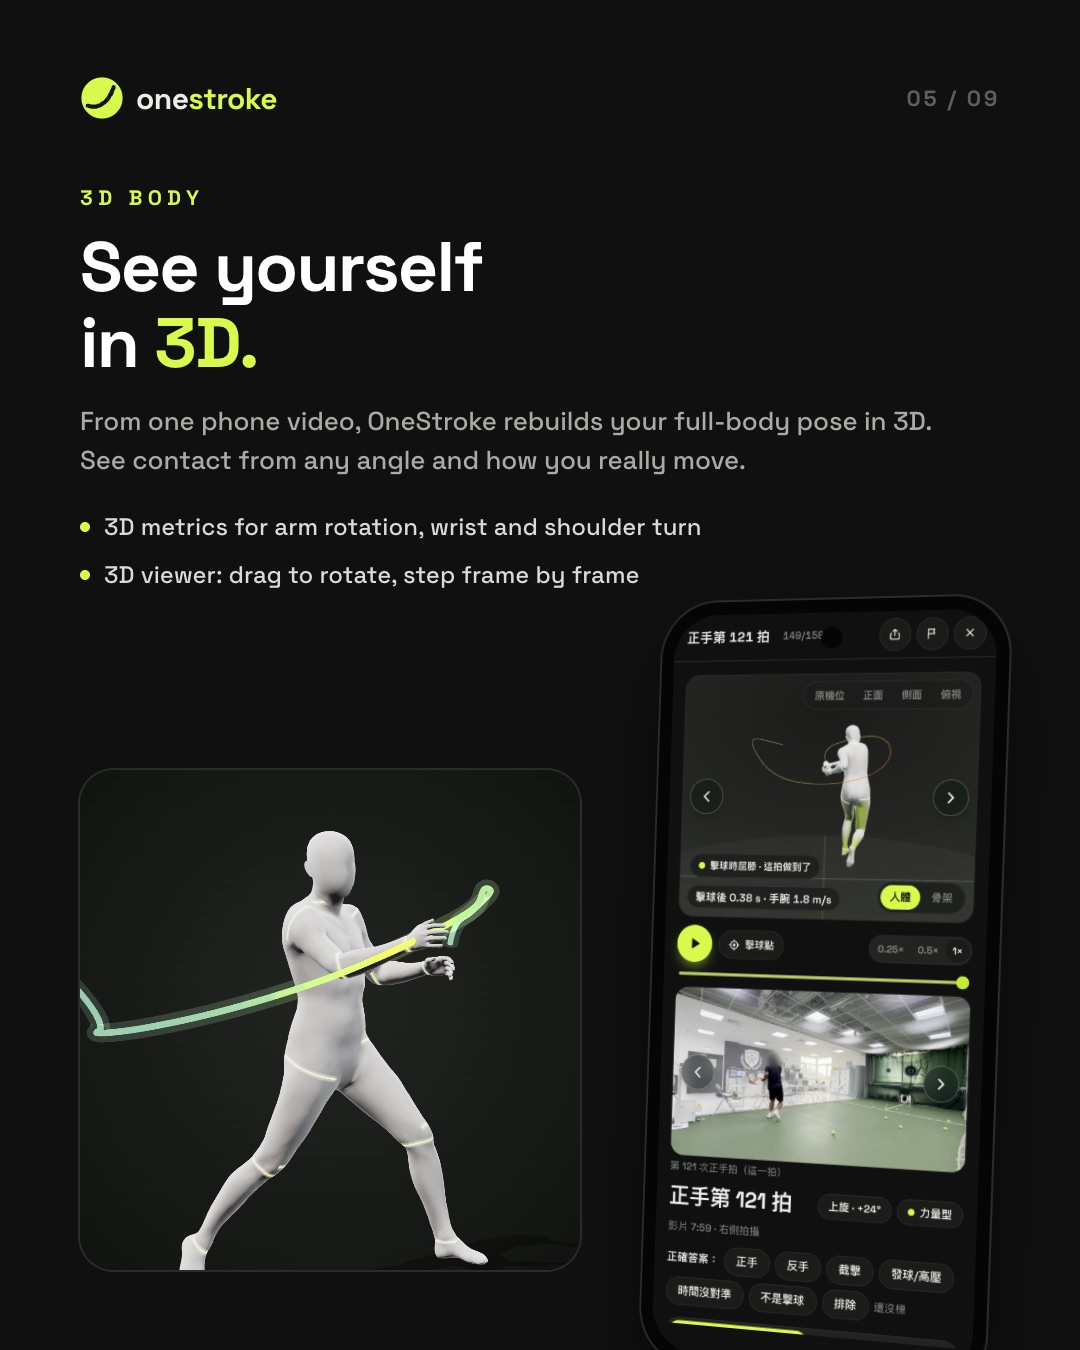 onestroke
05 / 09
3D BODY
See yourself
in 3D.
From one phone video, OneStroke rebuilds your full-body pose in 3D.
See contact from any angle and how you really move.
3D metrics for arm rotation, wrist and shoulder turn
3D viewer: drag to rotate, step frame by frame
正手第 121 拍 149/158
原機位 正面 側面 俯視
擊球時屈膝 · 這拍做到了
擊球後 0.38 s · 手腕 1.8 m/s 人體 骨架
擊球點 0.25× 0.5× 1×
第 121 次正手拍（這一拍）
正手第 121 拍 上旋 · +24° 力量型
影片 7:59 · 右側拍攝
正確答案： 正手 反手 截擊 發球/高壓
時間沒對準 不是擊球 排除 還沒標